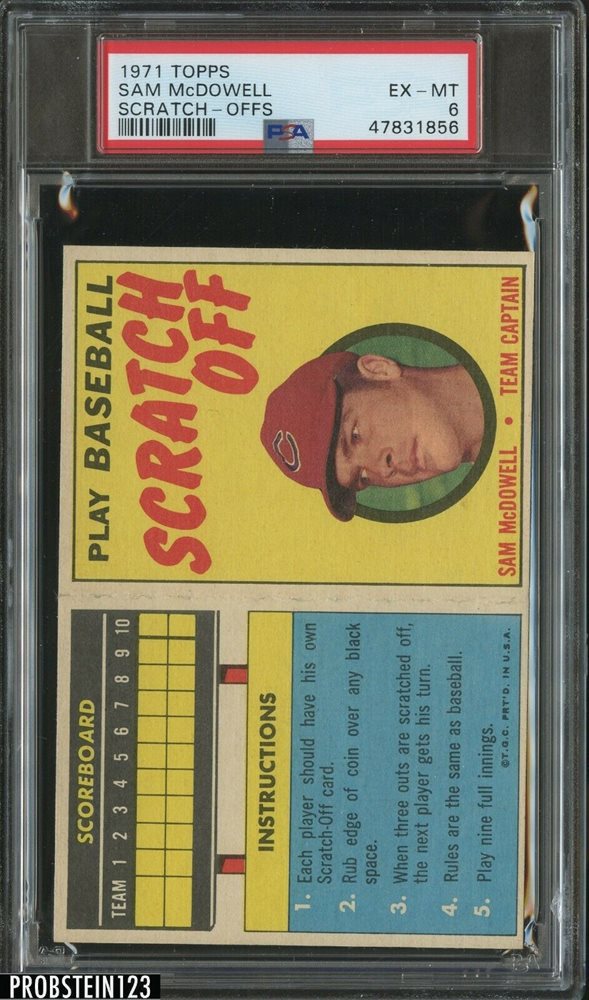 1971 TOPPS
SAM McDOWELL EX-MT
SCRATCH-OFFS 6
PSA 47831856
PLAY BASEBALL
SCRATCH
OFF
C
SAM McDOWELL • TEAM CAPTAIN
SCOREBOARD
TEAM 1 2 3 4 5 6 7 8 9 10
INSTRUCTIONS
1. Each player should have his own
Scratch-Off card.
2. Rub edge of coin over any black
space.
3. When three outs are scratched off,
the next player gets his turn.
4. Rules are the same as baseball.
5. Play nine full innings.
©T.G.C. PRT'D. IN U.S.A.
PROBSTEIN123